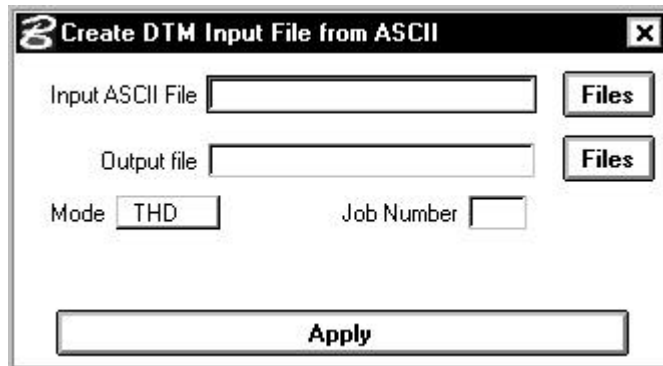 Create DTM Input File from ASCII
Input ASCII File Files
Output file Files
Mode THD Job Number
Apply